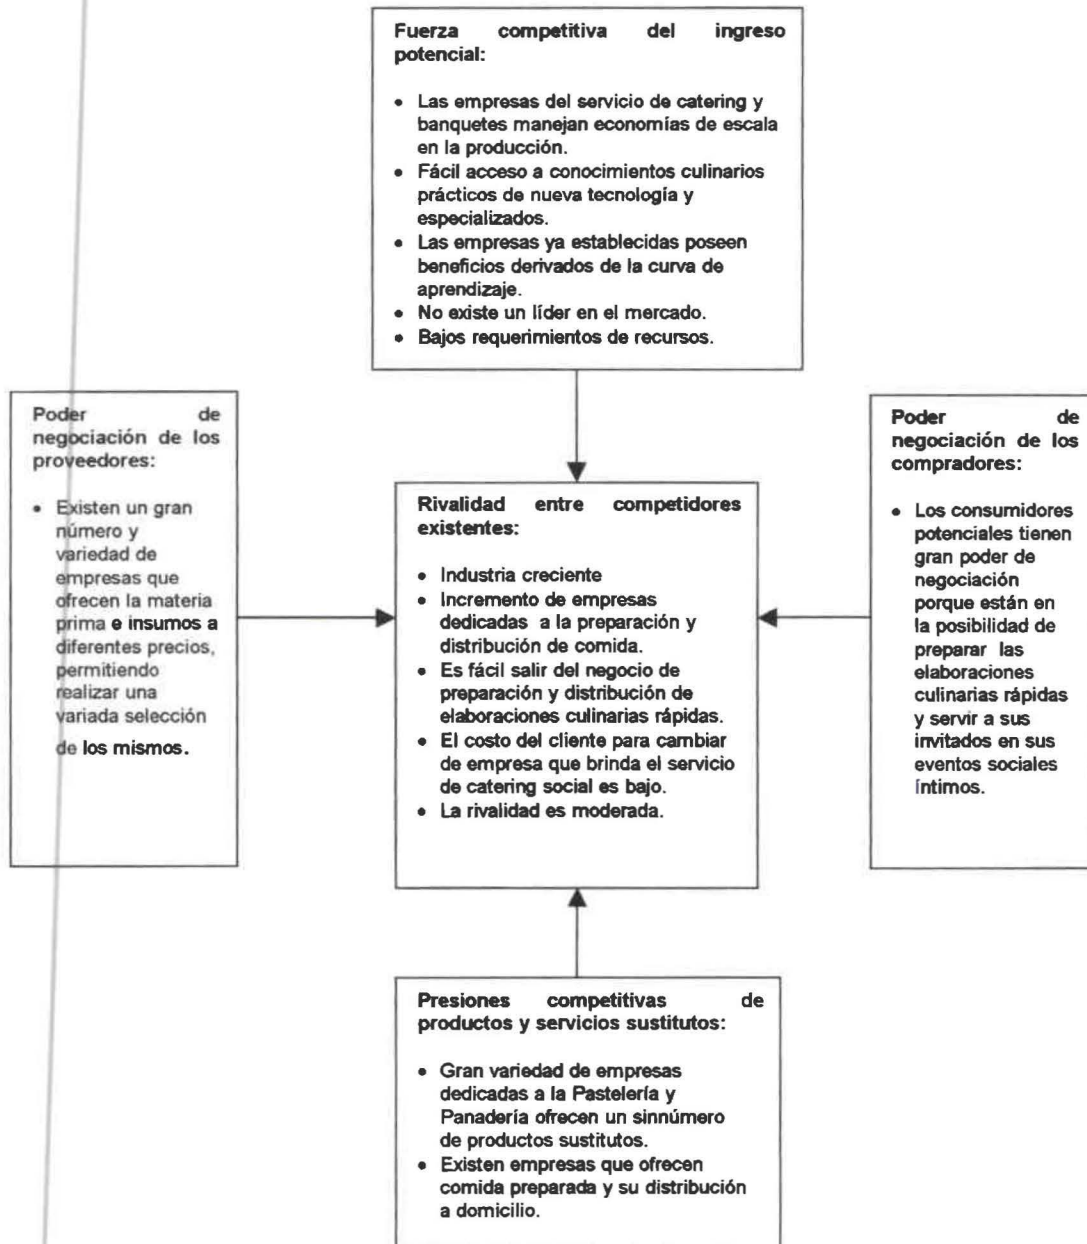 Fuerza competitiva del ingreso
potencial:
• Las empresas del servicio de catering y
banquetes manejan economías de escala
en la producción.
• Fácil acceso a conocimientos culinarios
prácticos de nueva tecnología y
especializados.
• Las empresas ya establecidas poseen
beneficios derivados de la curva de
aprendizaje.
• No existe un líder en el mercado.
• Bajos requerimientos de recursos.
Poder de
negociación de los
proveedores:
• Existen un gran
número y
variedad de
empresas que
ofrecen la materia
prima e insumos a
diferentes precios,
permitiendo
realizar una
variada selección
de los mismos.
Rivalidad entre competidores
existentes:
• Industria creciente
• Incremento de empresas
dedicadas a la preparación y
distribución de comida.
• Es fácil salir del negocio de
preparación y distribución de
elaboraciones culinarias rápidas.
• El costo del cliente para cambiar
de empresa que brinda el servicio
de catering social es bajo.
• La rivalidad es moderada.
Poder de
negociación de los
compradores:
• Los consumidores
potenciales tienen
gran poder de
negociación
porque están en
la posibilidad de
preparar las
elaboraciones
culinarias rápidas
y servir a sus
invitados en sus
eventos sociales
íntimos.
Presiones competitivas de
productos y servicios sustitutos:
• Gran variedad de empresas
dedicadas a la Pastelería y
Panadería ofrecen un sinnúmero
de productos sustitutos.
• Existen empresas que ofrecen
comida preparada y su distribución
a domicilio.